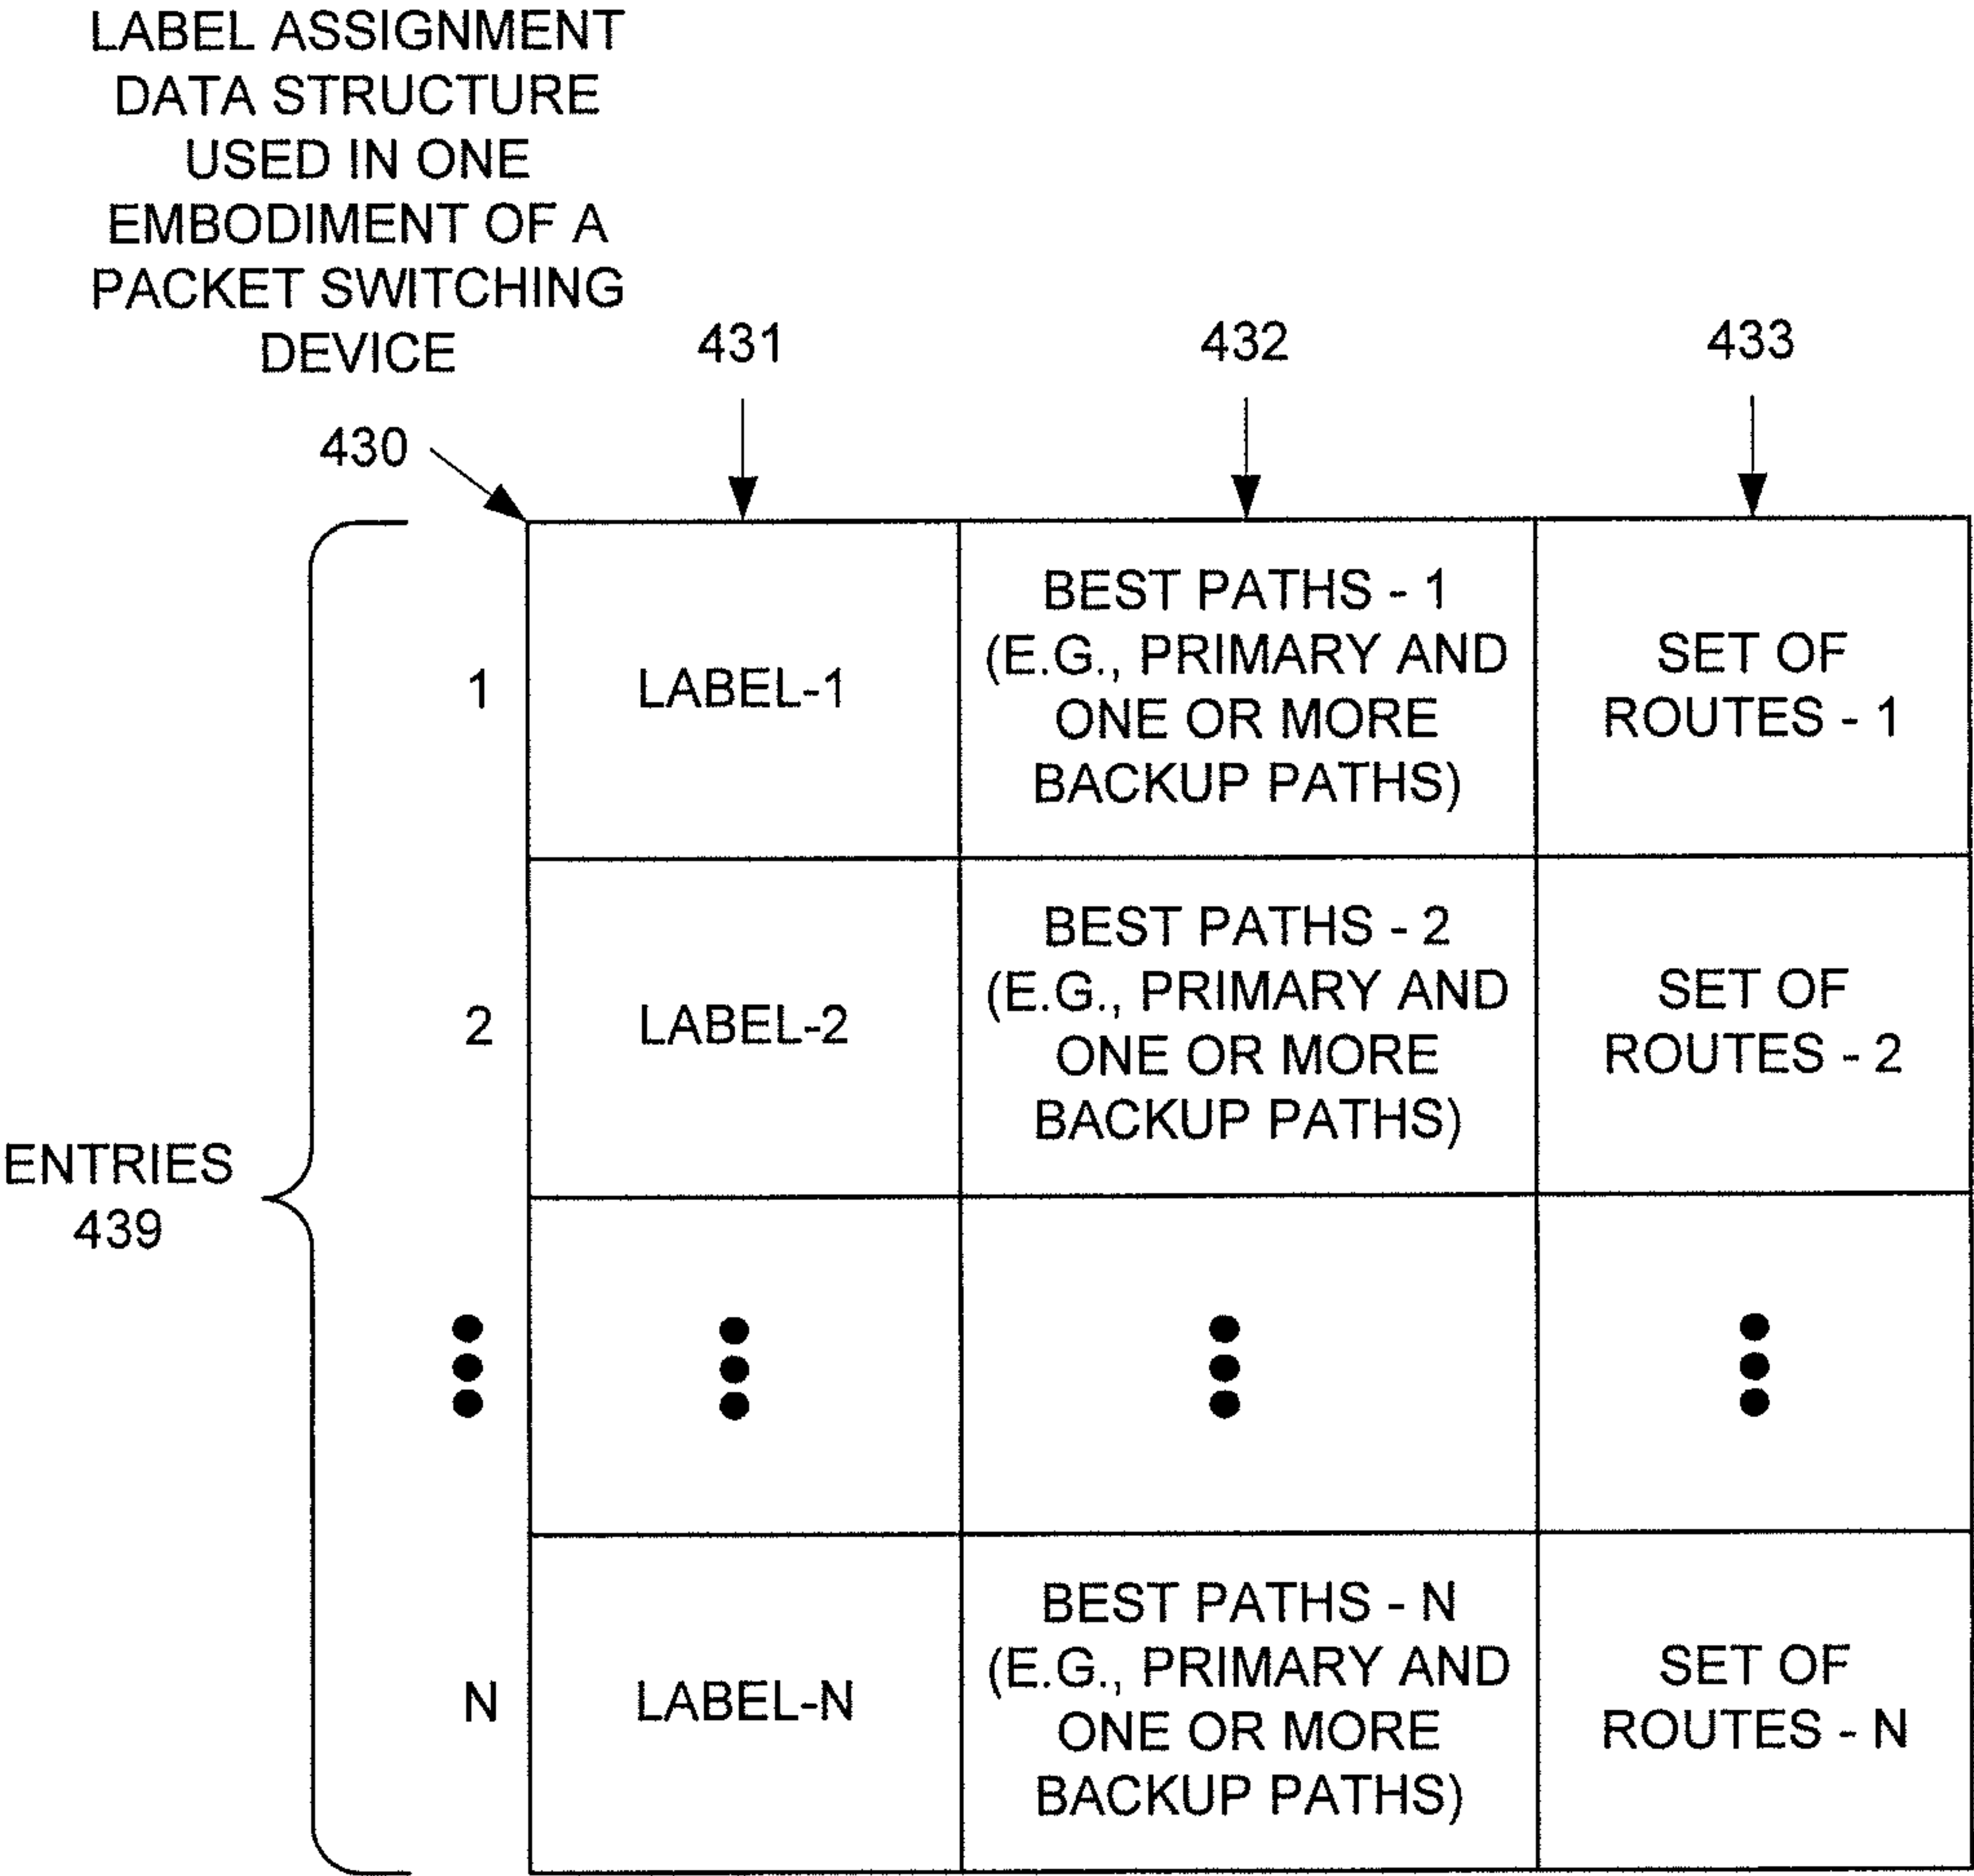 LABEL ASSIGNMENT
DATA STRUCTURE
USED IN ONE
EMBODIMENT OF A
PACKET SWITCHING
DEVICE
431
432
433
430
1
LABEL-1
BEST PATHS - 1
(E.G., PRIMARY AND
ONE OR MORE
BACKUP PATHS)
SET OF
ROUTES - 1
2
LABEL-2
BEST PATHS - 2
(E.G., PRIMARY AND
ONE OR MORE
BACKUP PATHS)
SET OF
ROUTES - 2
ENTRIES
439
N
LABEL-N
BEST PATHS - N
(E.G., PRIMARY AND
ONE OR MORE
BACKUP PATHS)
SET OF
ROUTES - N